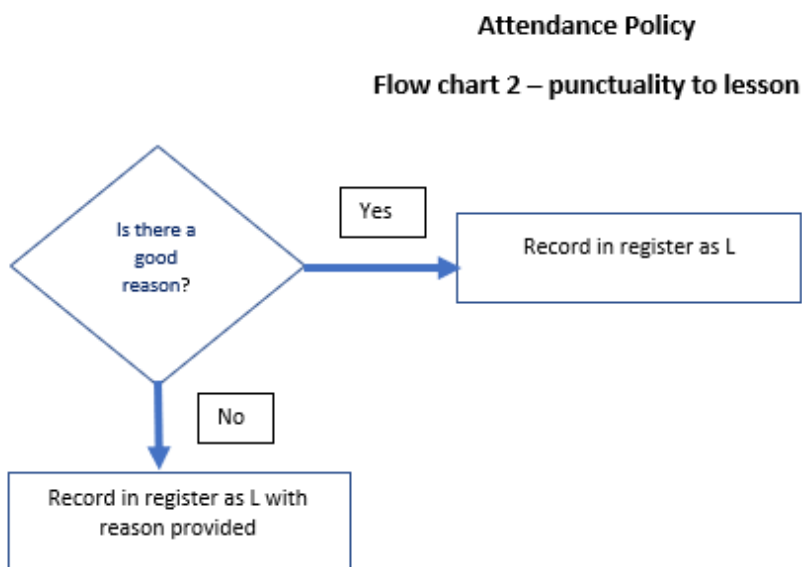 Attendance Policy
Flow chart 2 – punctuality to lesson
Is there a
good
reason?
Yes
Record in register as L
No
Record in register as L with
reason provided